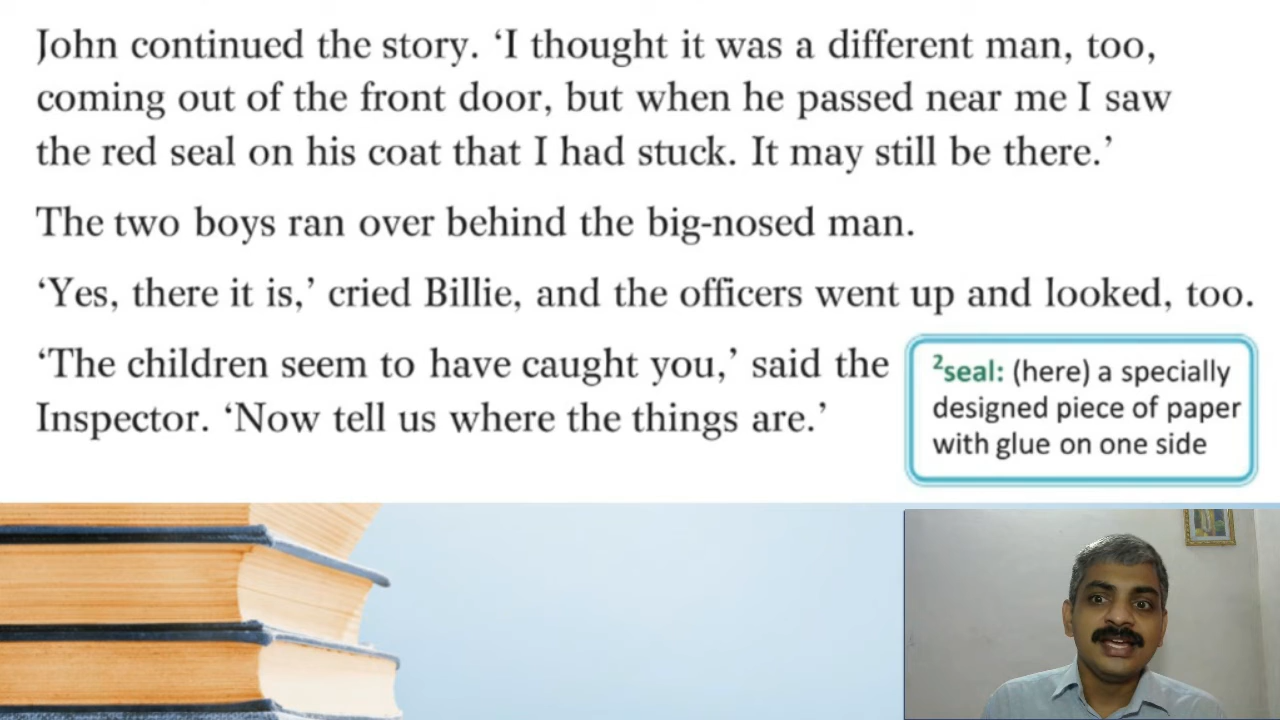 John continued the story. ‘I thought it was a different man, too,
coming out of the front door, but when he passed near me I saw
the red seal on his coat that I had stuck. It may still be there.’
The two boys ran over behind the big-nosed man.
‘Yes, there it is,’ cried Billie, and the officers went up and looked, too.
‘The children seem to have caught you,’ said the
Inspector. ‘Now tell us where the things are.’
²seal: (here) a specially
designed piece of paper
with glue on one side